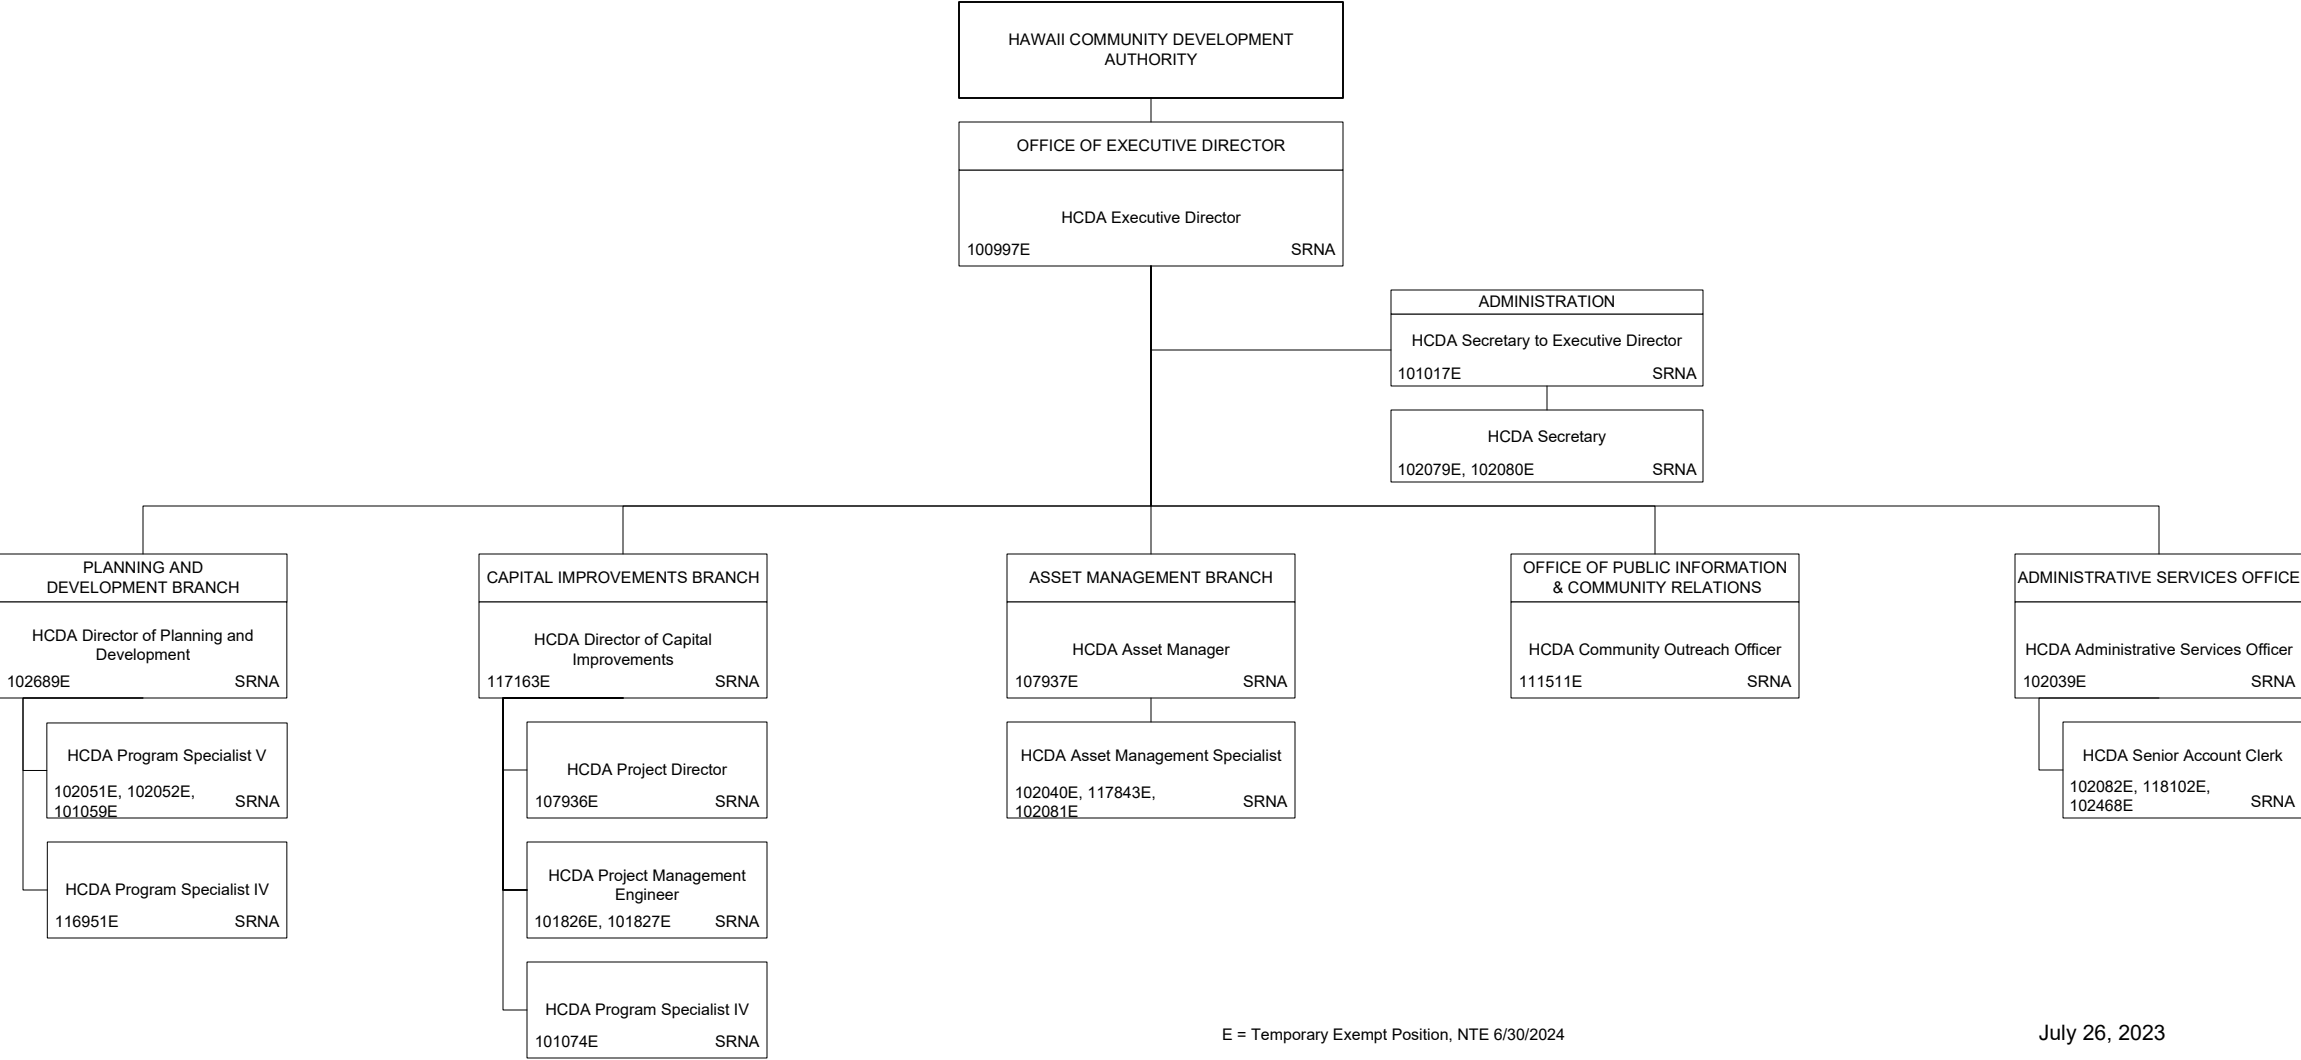 HAWAII COMMUNITY DEVELOPMENT
AUTHORITY
OFFICE OF EXECUTIVE DIRECTOR
HCDA Executive Director
100997E SRNA
ADMINISTRATION
HCDA Secretary to Executive Director
101017E SRNA
HCDA Secretary
102079E, 102080E SRNA
PLANNING AND
DEVELOPMENT BRANCH
HCDA Director of Planning and
Development
102689E SRNA
HCDA Program Specialist V
102051E, 102052E,
101059E SRNA
HCDA Program Specialist IV
116951E SRNA
CAPITAL IMPROVEMENTS BRANCH
HCDA Director of Capital
Improvements
117163E SRNA
HCDA Project Director
107936E SRNA
HCDA Project Management
Engineer
101826E, 101827E SRNA
HCDA Program Specialist IV
101074E SRNA
ASSET MANAGEMENT BRANCH
HCDA Asset Manager
107937E SRNA
HCDA Asset Management Specialist
102040E, 117843E,
102081E SRNA
OFFICE OF PUBLIC INFORMATION
& COMMUNITY RELATIONS
HCDA Community Outreach Officer
111511E SRNA
ADMINISTRATIVE SERVICES OFFICE
HCDA Administrative Services Officer
102039E SRNA
HCDA Senior Account Clerk
102082E, 118102E,
102468E SRNA
E = Temporary Exempt Position, NTE 6/30/2024
July 26, 2023